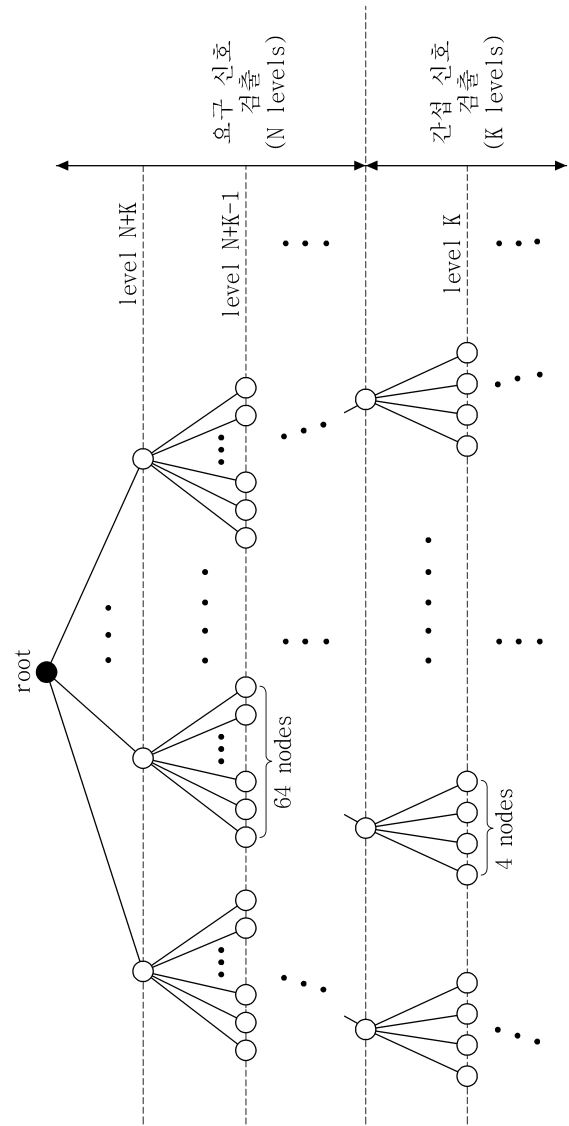 root
level N+K
level N+K-1
요구 신호
검출
(N levels)
64 nodes
level K
간섭 신호
검출
(K levels)
4 nodes